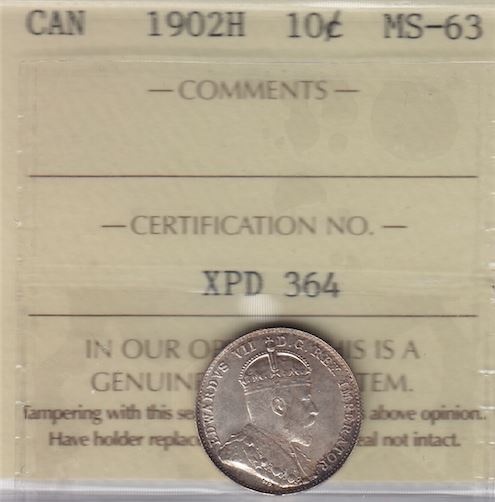 CAN 1902H 10¢ MS-63
— COMMENTS —
— CERTIFICATION NO. —
XPD 364
IN OUR OP IS IS A
GENUIN TEM.
Tampering with this se above opinion.
Have holder replac eal not intact.
EDWARDVS VII D.G. REX IMPERATOR